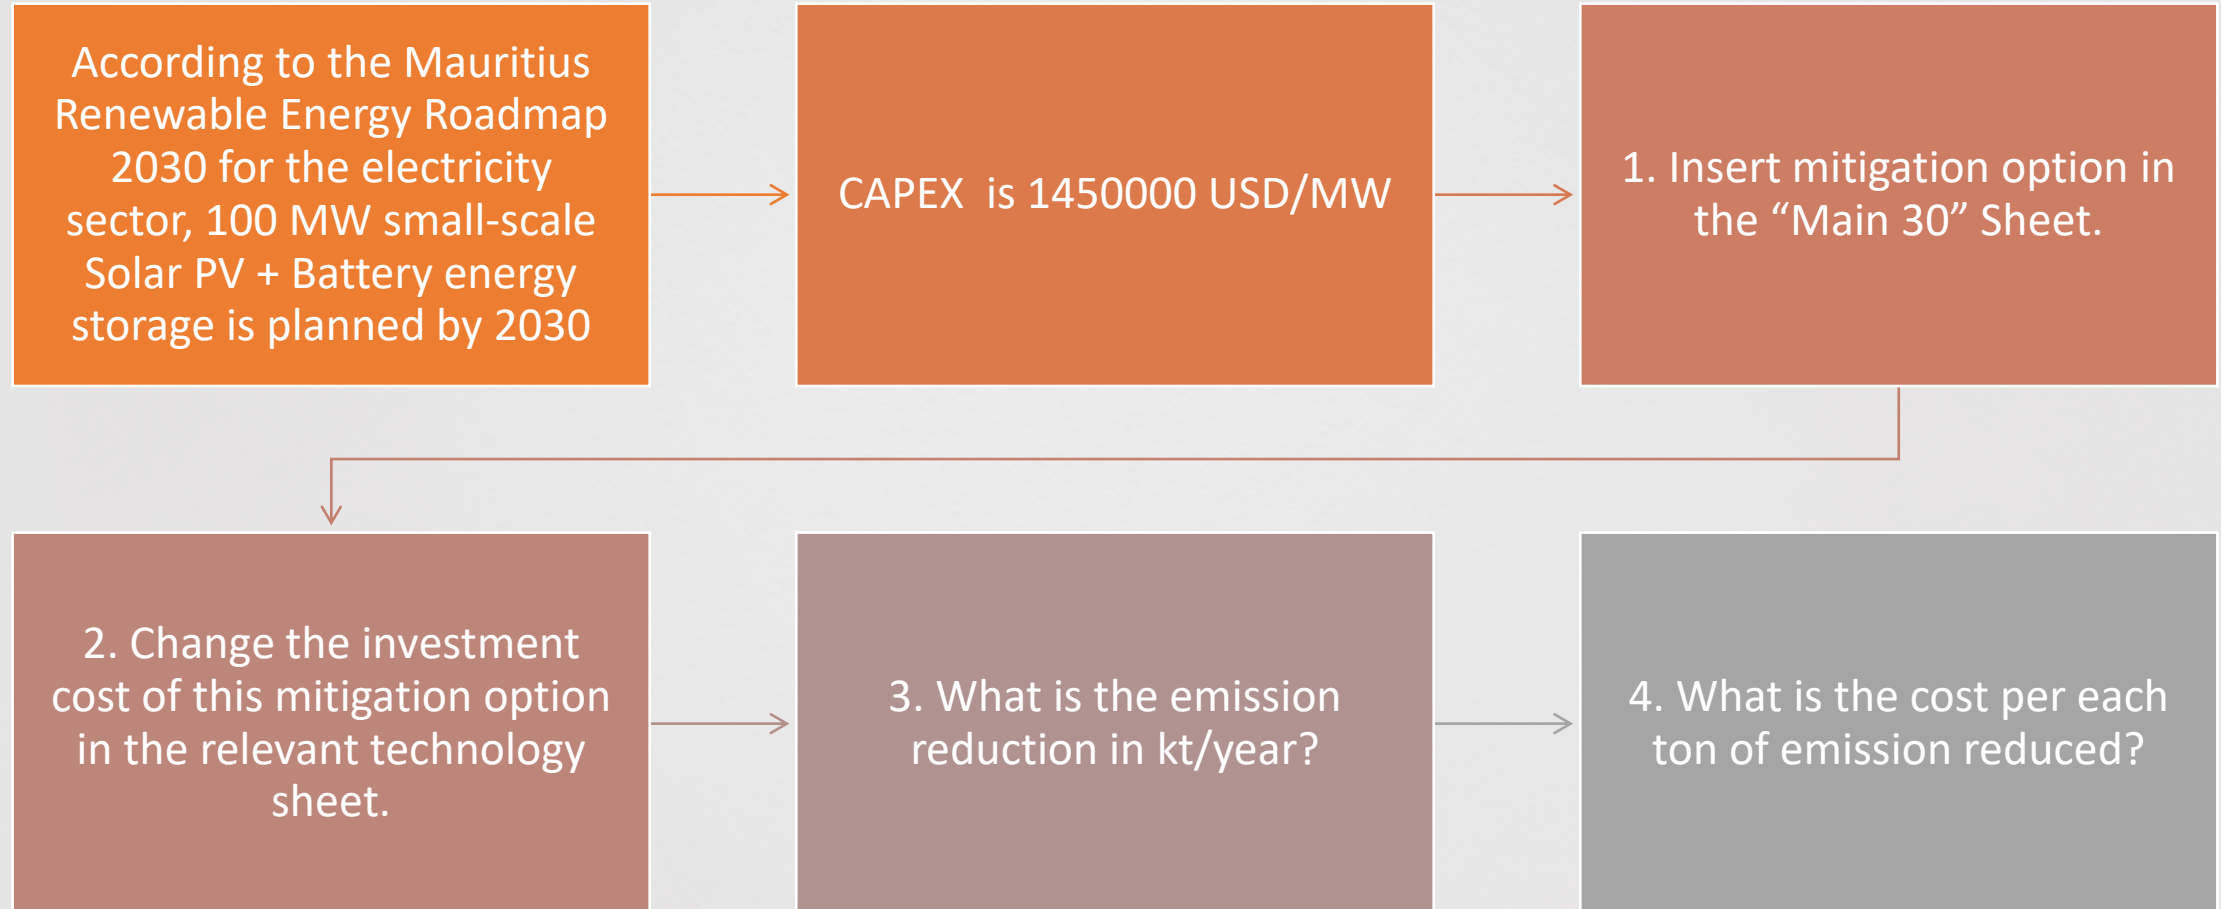 According to the Mauritius
Renewable Energy Roadmap
2030 for the electricity
sector, 100 MW small-scale
Solar PV + Battery energy
storage is planned by 2030
CAPEX  is 1450000 USD/MW
1. Insert mitigation option in
the “Main 30” Sheet.
2. Change the investment
cost of this mitigation option
in the relevant technology
sheet.
3. What is the emission
reduction in kt/year?
4. What is the cost per each
ton of emission reduced?